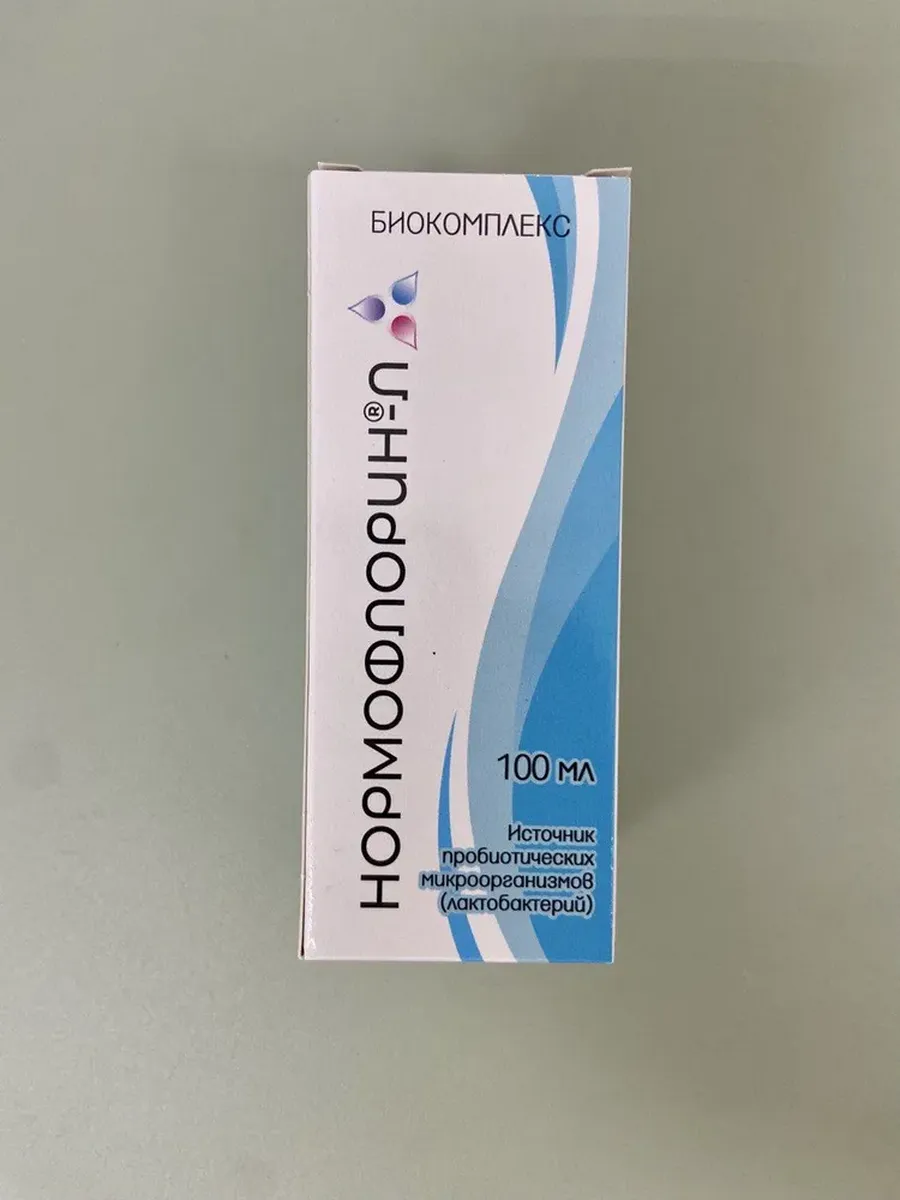 БИОКОМПЛЕКС
НОРМОФЛОРИН®-Л
100 мл
Источник
пробиотических
микроорганизмов
(лактобактерий)